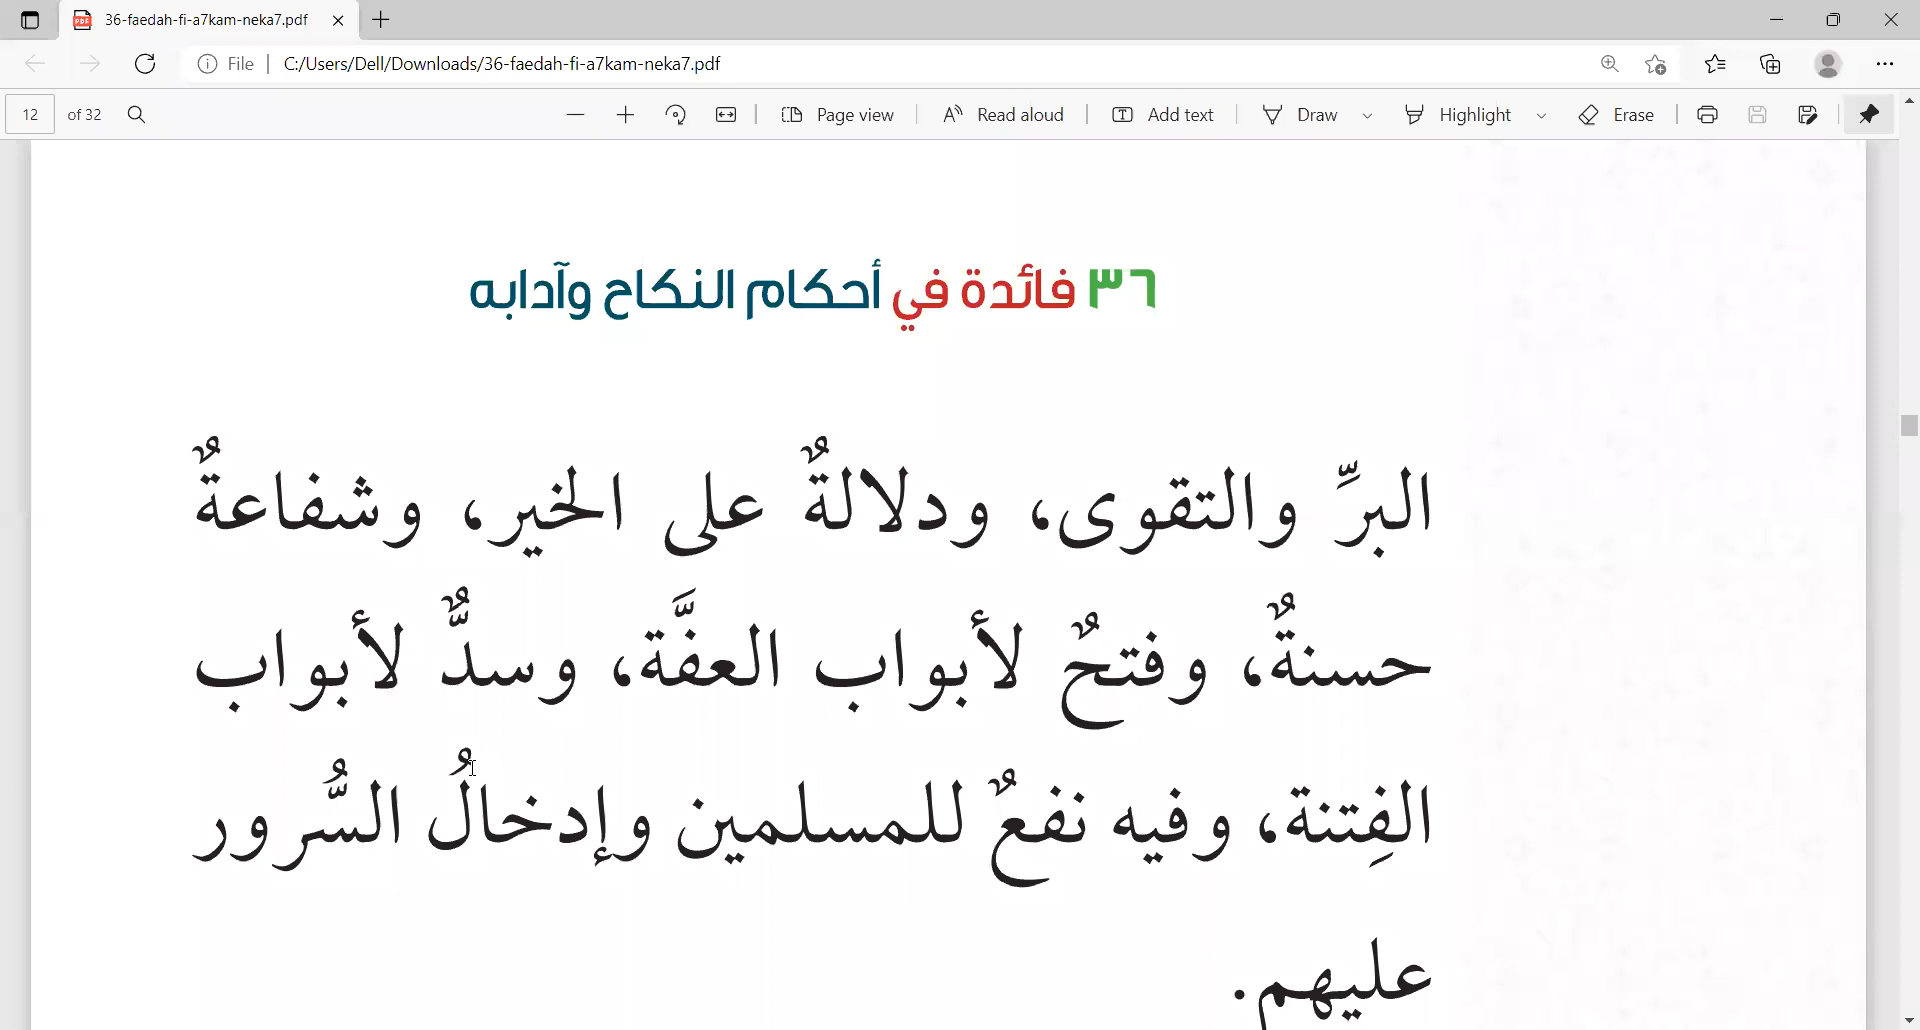 36-faedah-fi-a7kam-neka7.pdf
File
C:/Users/Dell/Downloads/36-faedah-fi-a7kam-neka7.pdf
12 of 32
Page view
Read aloud
Add text
Draw
Highlight
Erase
٣٦ فائدة في أحكام النكاح وآدابه
البرِّ والتقوى، ودلالةٌ على الخير، وشفاعةٌ
حسنةٌ، وفتحٌ لأبواب العفَّة، وسدٌّ لأبواب
الفِتنة، وفيه نفعٌ للمسلمين وإدخالُ السُّرور
عليهم.